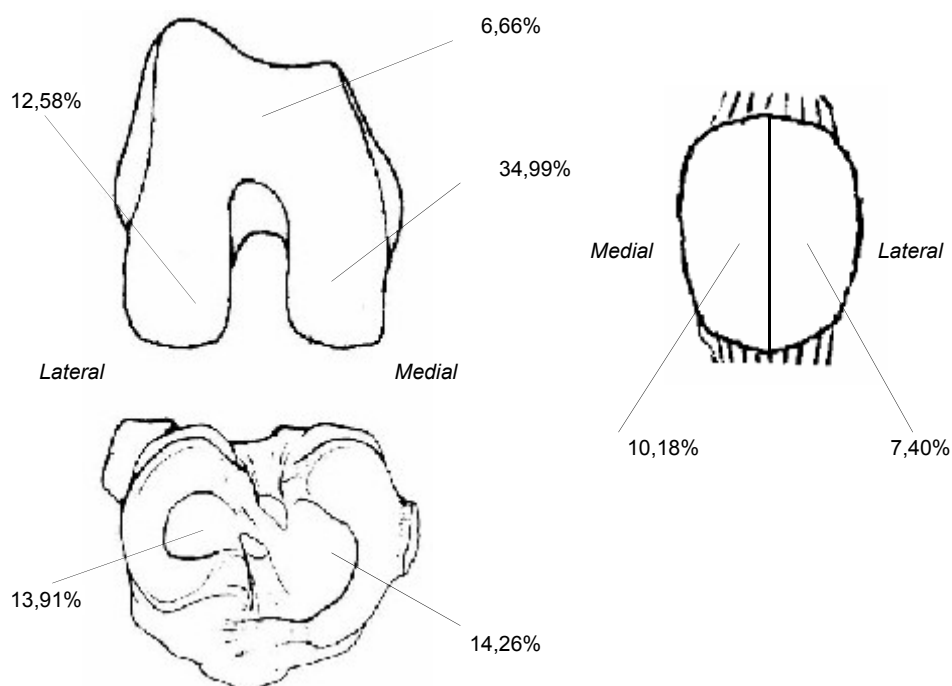 6,66%
12,58%
34,99%
Medial
Lateral
Lateral
Medial
10,18%
7,40%
13,91%
14,26%